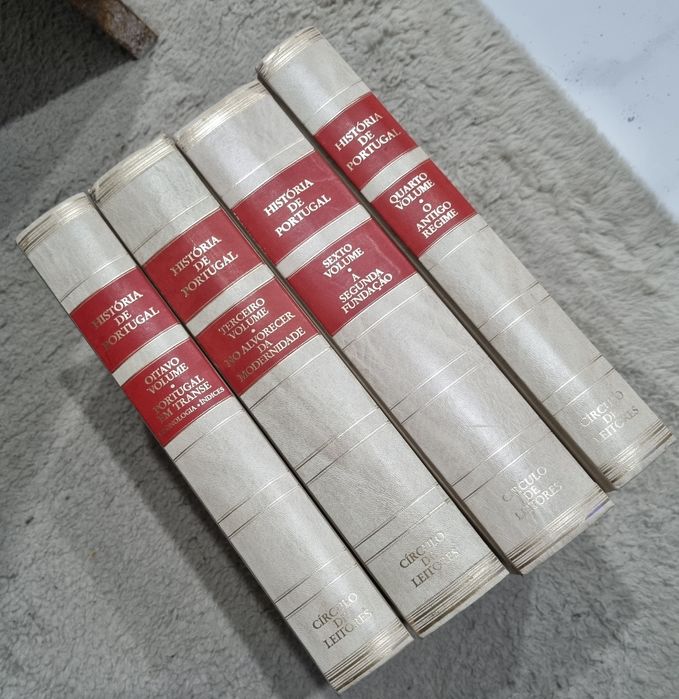 HISTÓRIA
DE
PORTUGAL
OITAVO
VOLUME
•
PORTUGAL
EM TRANSE
CRONOLOGIA • ÍNDICES
CÍRCULO
DE
LEITORES
HISTÓRIA
DE
PORTUGAL
TERCEIRO
VOLUME
•
NO ALVORECER
DA
MODERNIDADE
CÍRCULO
DE
LEITORES
HISTÓRIA
DE
PORTUGAL
SEXTO
VOLUME
•
A
SEGUNDA
FUNDAÇÃO
CÍRCULO
DE
LEITORES
HISTÓRIA
DE
PORTUGAL
QUARTO
VOLUME
•
O
ANTIGO
REGIME
CÍRCULO
DE
LEITORES